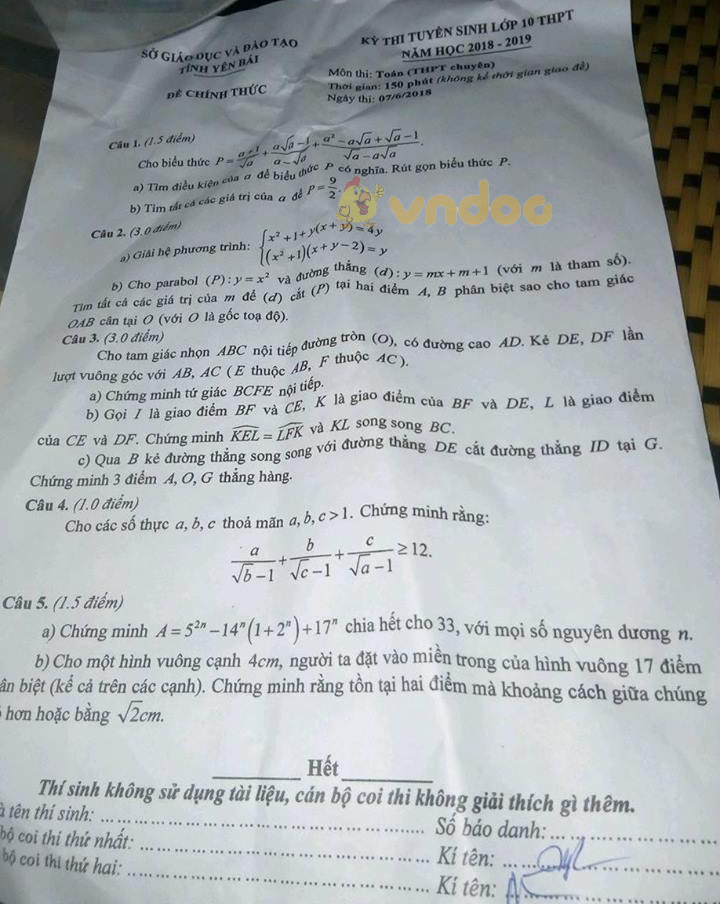 SỞ GIÁO DỤC VÀ ĐÀO TẠO
TỈNH YÊN BÁI
ĐỀ CHÍNH THỨC
KỲ THI TUYỂN SINH LỚP 10 THPT
NĂM HỌC 2018 - 2019
Môn thi: Toán (THPT chuyên)
Thời gian: 150 phút (không kể thời gian giao đề)
Ngày thi: 07/6/2018
Câu 1. (1.5 điểm)
Cho biểu thức P = (a+1)/√a + (a√a−1)/(a−√a) + (a²−a√a+√a−1)/(√a−a√a).
a) Tìm điều kiện của a để biểu thức P có nghĩa. Rút gọn biểu thức P.
b) Tìm tất cả các giá trị của a để P = 9/2.
vndoc
Câu 2. (3.0 điểm)
a) Giải hệ phương trình: { x²+1+y(x+y)=4y
(x²+1)(x+y−2)=y
b) Cho parabol (P): y=x² và đường thẳng (d): y=mx+m+1 (với m là tham số).
Tìm tất cả các giá trị của m để (d) cắt (P) tại hai điểm A, B phân biệt sao cho tam giác
OAB cân tại O (với O là gốc toạ độ).
Câu 3. (3.0 điểm)
Cho tam giác nhọn ABC nội tiếp đường tròn (O), có đường cao AD. Kẻ DE, DF lần
lượt vuông góc với AB, AC (E thuộc AB, F thuộc AC).
a) Chứng minh tứ giác BCFE nội tiếp.
b) Gọi I là giao điểm BF và CE, K là giao điểm của BF và DE, L là giao điểm
của CE và DF. Chứng minh KEL = LFK và KL song song BC.
c) Qua B kẻ đường thẳng song song với đường thẳng DE cắt đường thẳng ID tại G.
Chứng minh 3 điểm A, O, G thẳng hàng.
Câu 4. (1.0 điểm)
Cho các số thực a, b, c thoả mãn a, b, c > 1. Chứng minh rằng:
a/(√b−1) + b/(√c−1) + c/(√a−1) ≥ 12.
Câu 5. (1.5 điểm)
a) Chứng minh A = 5²ⁿ − 14ⁿ(1+2ⁿ) + 17ⁿ chia hết cho 33, với mọi số nguyên dương n.
b) Cho một hình vuông cạnh 4cm, người ta đặt vào miền trong của hình vuông 17 điểm
ân biệt (kể cả trên các cạnh). Chứng minh rằng tồn tại hai điểm mà khoảng cách giữa chúng
hơn hoặc bằng √2cm.
Hết
Thí sinh không sử dụng tài liệu, cán bộ coi thi không giải thích gì thêm.
à tên thí sinh: ........ Số báo danh: ........
bộ coi thi thứ nhất: ........ Kí tên: ........
bộ coi thi thứ hai: ........ Kí tên: ........